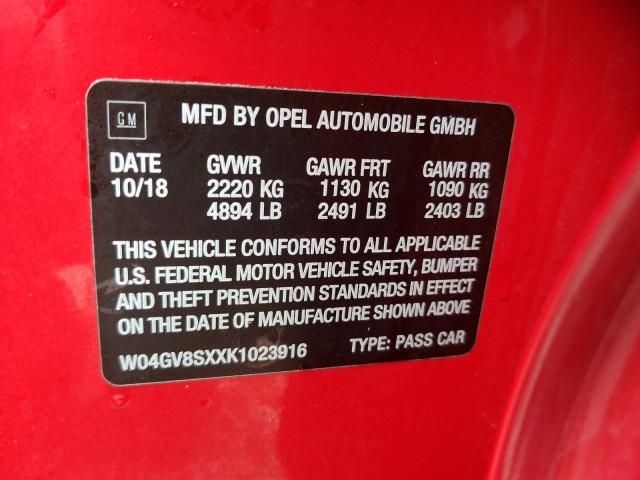 GM
MFD BY OPEL AUTOMOBILE GMBH
DATE GVWR GAWR FRT GAWR RR
10/18 2220 KG 1130 KG 1090 KG
4894 LB 2491 LB 2403 LB
THIS VEHICLE CONFORMS TO ALL APPLICABLE
U.S. FEDERAL MOTOR VEHICLE SAFETY, BUMPER
AND THEFT PREVENTION STANDARDS IN EFFECT
ON THE DATE OF MANUFACTURE SHOWN ABOVE
W04GV8SXXK1023916 TYPE: PASS CAR